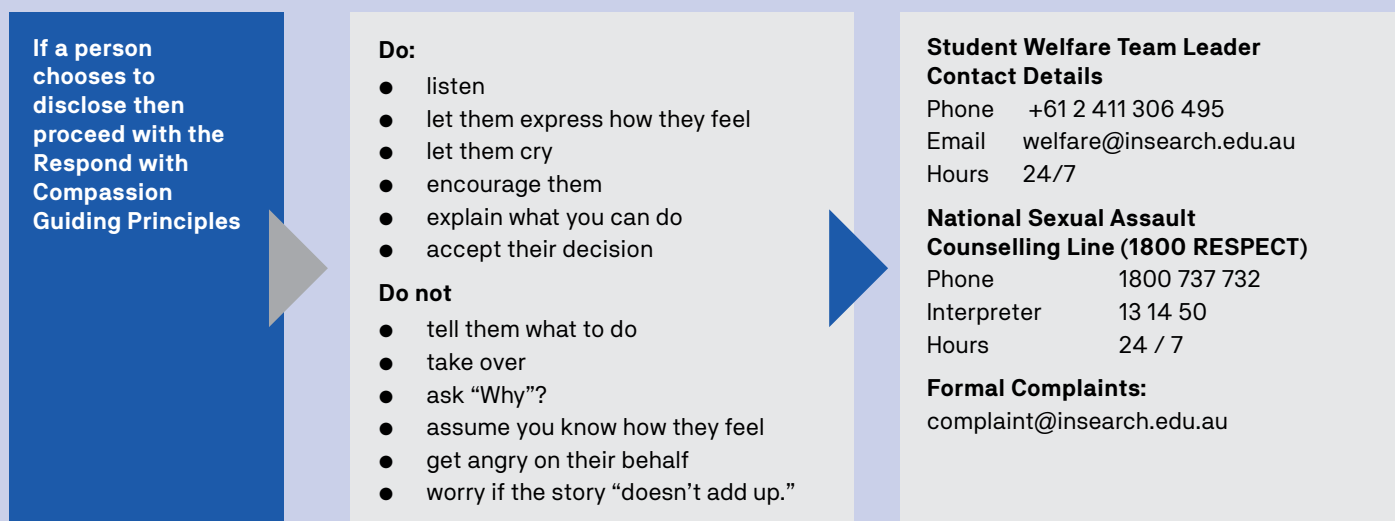 If a person
chooses to
disclose then
proceed with the
Respond with
Compassion
Guiding Principles
Do:
● listen
● let them express how they feel
● let them cry
● encourage them
● explain what you can do
● accept their decision
Do not
● tell them what to do
● take over
● ask “Why”?
● assume you know how they feel
● get angry on their behalf
● worry if the story “doesn’t add up.”
Student Welfare Team Leader
Contact Details
Phone +61 2 411 306 495
Email welfare@insearch.edu.au
Hours 24/7
National Sexual Assault
Counselling Line (1800 RESPECT)
Phone 1800 737 732
Interpreter 13 14 50
Hours 24 / 7
Formal Complaints:
complaint@insearch.edu.au